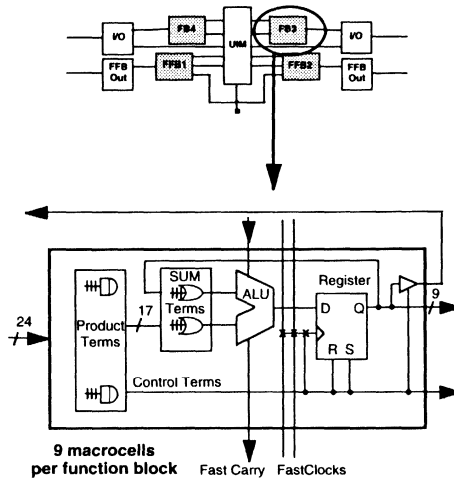 FB4
UIM
FB3
I/O
I/O
FFB
Out
FFB1
FFB2
FFB
Out
SUM
Terms
ALU
Register
D
Q
9
24
Product
Terms
17
R S
Control Terms
9 macrocells
per function block
Fast Carry
FastClocks